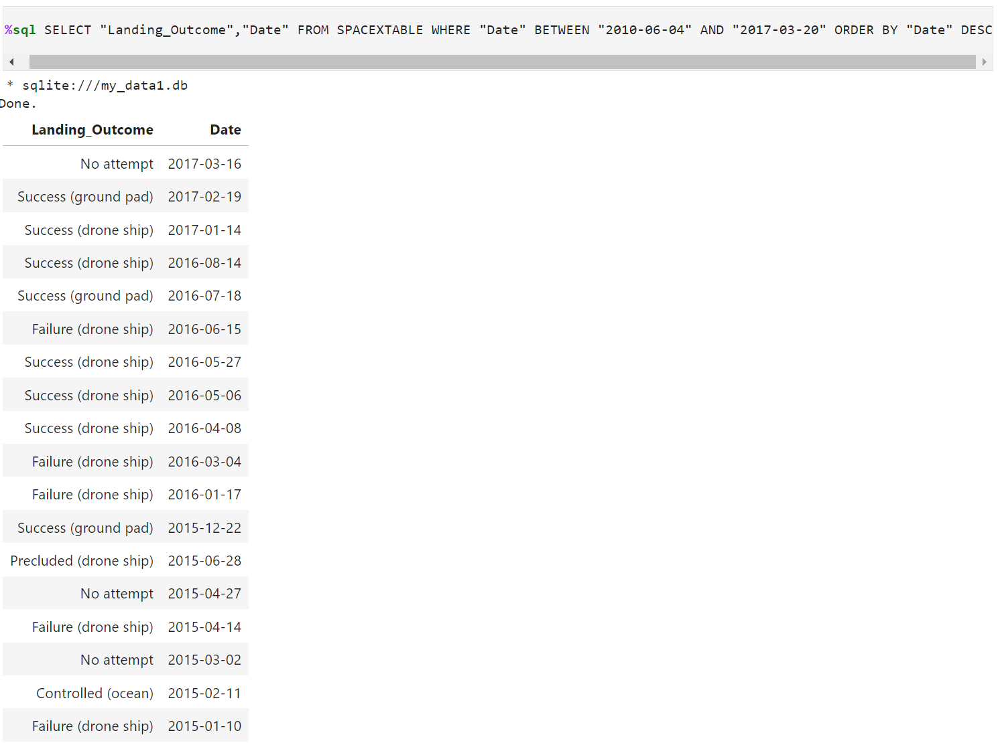 %sql SELECT "Landing_Outcome","Date" FROM SPACEXTABLE WHERE "Date" BETWEEN "2010-06-04" AND "2017-03-20" ORDER BY "Date" DESC
* sqlite:///my_data1.db
Done.
Landing_Outcome Date
No attempt 2017-03-16
Success (ground pad) 2017-02-19
Success (drone ship) 2017-01-14
Success (drone ship) 2016-08-14
Success (ground pad) 2016-07-18
Failure (drone ship) 2016-06-15
Success (drone ship) 2016-05-27
Success (drone ship) 2016-05-06
Success (drone ship) 2016-04-08
Failure (drone ship) 2016-03-04
Failure (drone ship) 2016-01-17
Success (ground pad) 2015-12-22
Precluded (drone ship) 2015-06-28
No attempt 2015-04-27
Failure (drone ship) 2015-04-14
No attempt 2015-03-02
Controlled (ocean) 2015-02-11
Failure (drone ship) 2015-01-10